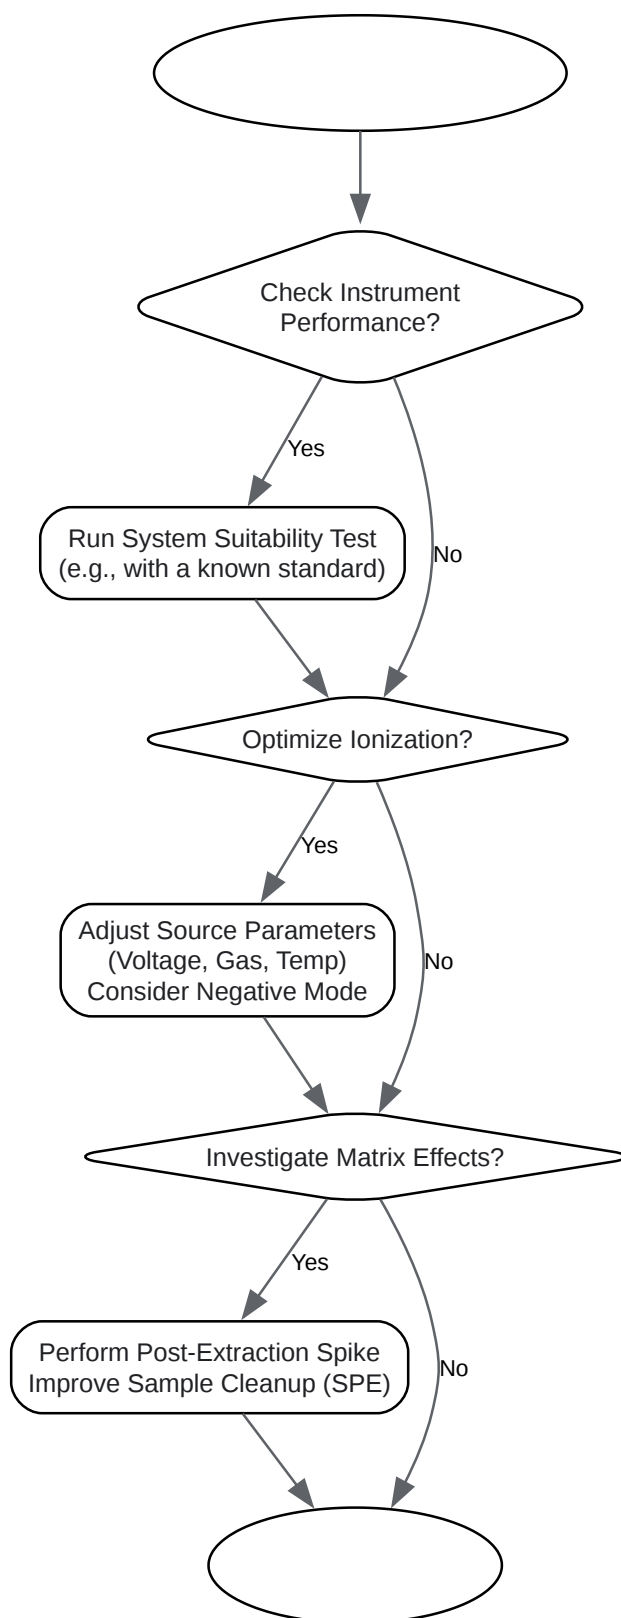 Check Instrument
Performance?
Yes
Run System Suitability Test
(e.g., with a known standard)
No
Optimize Ionization?
Yes
Adjust Source Parameters
(Voltage, Gas, Temp)
Consider Negative Mode
No
Investigate Matrix Effects?
Yes
Perform Post-Extraction Spike
Improve Sample Cleanup (SPE)
No